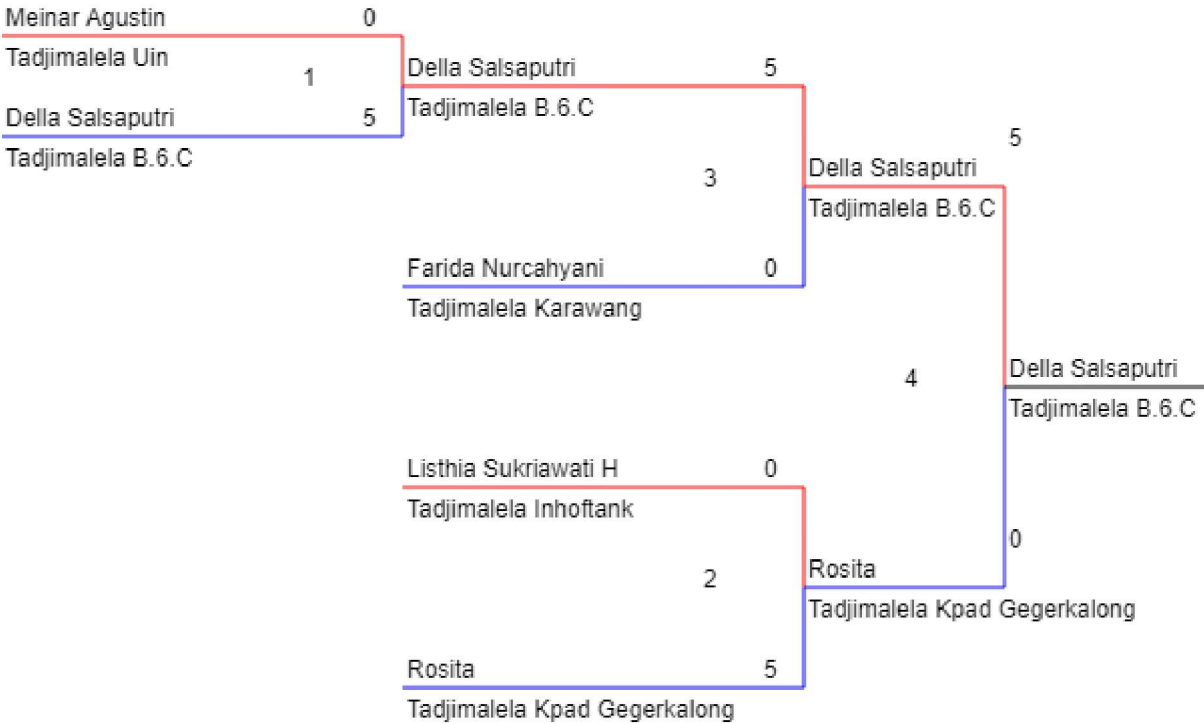 Meinar Agustin 0
Tadjimalela Uin
1
Della Salsaputri 5
Tadjimalela B.6.C
Della Salsaputri 5
Tadjimalela B.6.C
3
Farida Nurcahyani 0
Tadjimalela Karawang
Listhia Sukriawati H 0
Tadjimalela Inhoftank
2
Rosita 5
Tadjimalela Kpad Gegerkalong
5
Della Salsaputri
Tadjimalela B.6.C
4
0
Rosita
Tadjimalela Kpad Gegerkalong
Della Salsaputri
Tadjimalela B.6.C